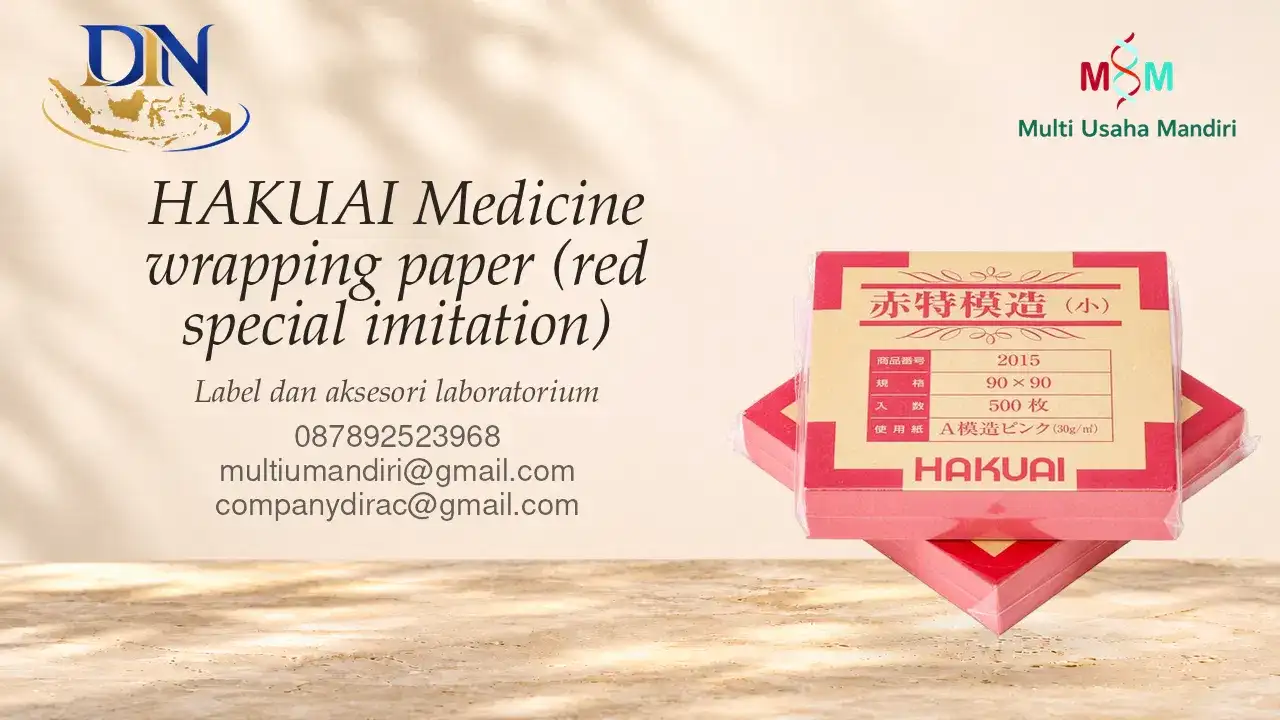 DIN
M M
Multi Usaha Mandiri
HAKUAI Medicine
wrapping paper (red
special imitation)
Label dan aksesori laboratorium
087892523968
multiumandiri@gmail.com
companydirac@gmail.com
赤特模造（小）
商品番号 2015
規格 90×90
入数 500枚
使用紙 A模造ピンク(30g/㎡)
HAKUAI